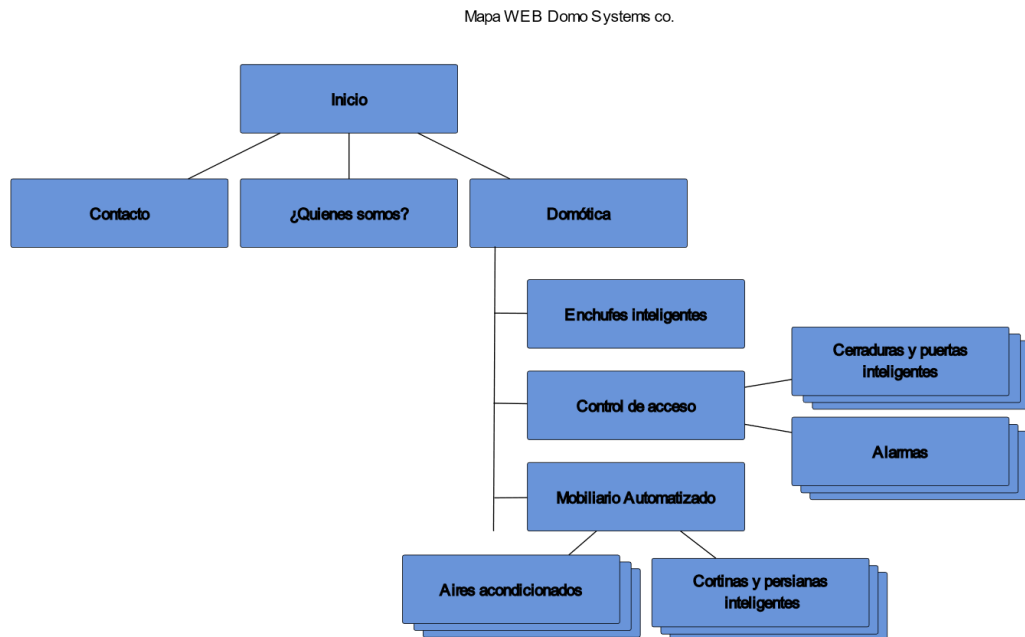 Mapa WEB Domo Systems co.
Inicio
Contacto
¿Quienes somos?
Domótica
Enchufes inteligentes
Cerraduras y puertas
inteligentes
Control de acceso
Alarmas
Mobiliario Automatizado
Aires acondicionados
Cortinas y persianas
inteligentes